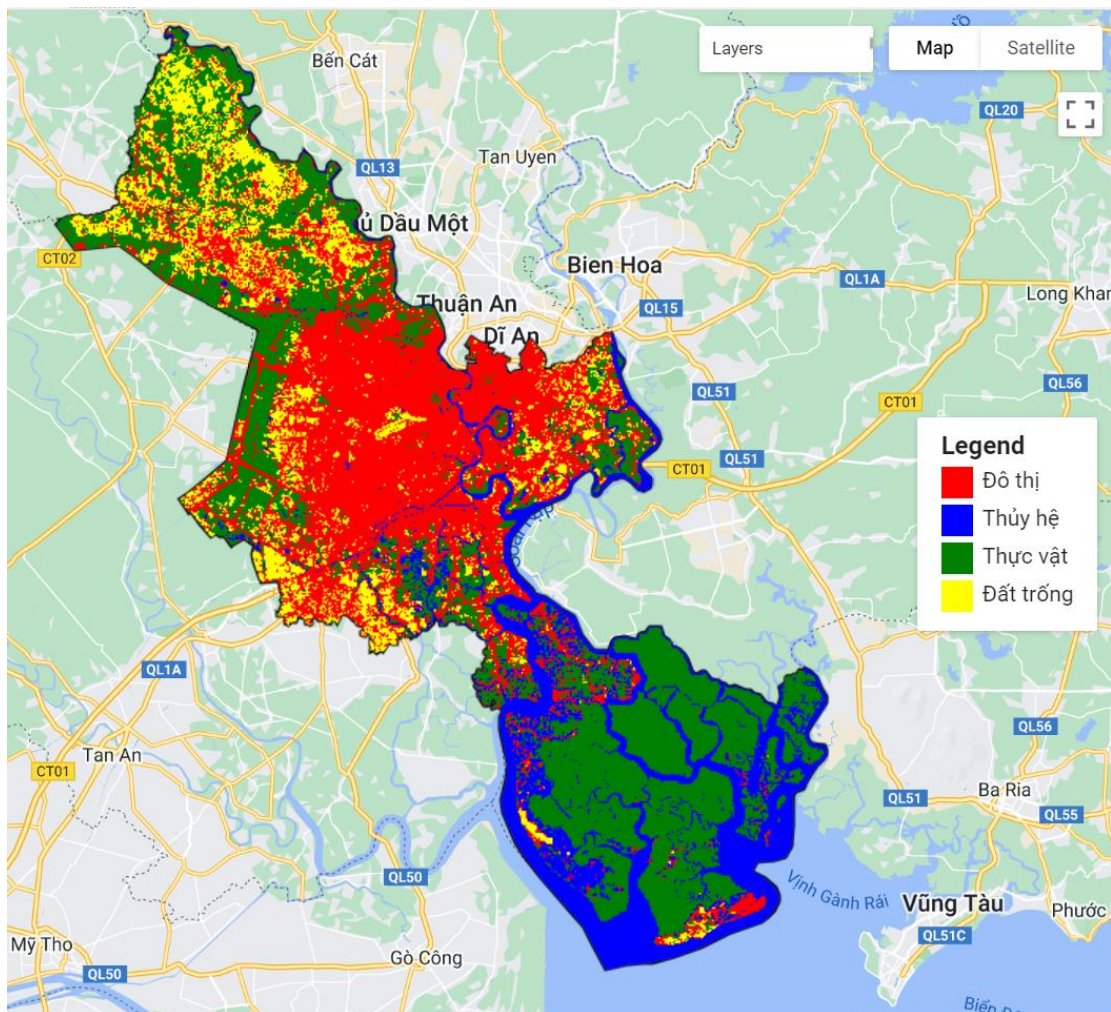 Layers
Map
Satellite
Bến Cát
QL20
Tan Uyen
QL13
ủ Dầu Một
CT02
Bien Hoa
QL1A
Long Khan
Thuận An
QL15
Dĩ An
QL51
QL56
CT01
Legend
Đô thị
Thủy hệ
Thực vật
Đất trống
QL51
CT01
QL1A
QL56
Tan An
CT01
QL51
Ba Ria
QL55
QL50
Vịnh Gành Rái
Vũng Tàu
Phước
QL51C
Mỹ Tho
QL50
Gò Công